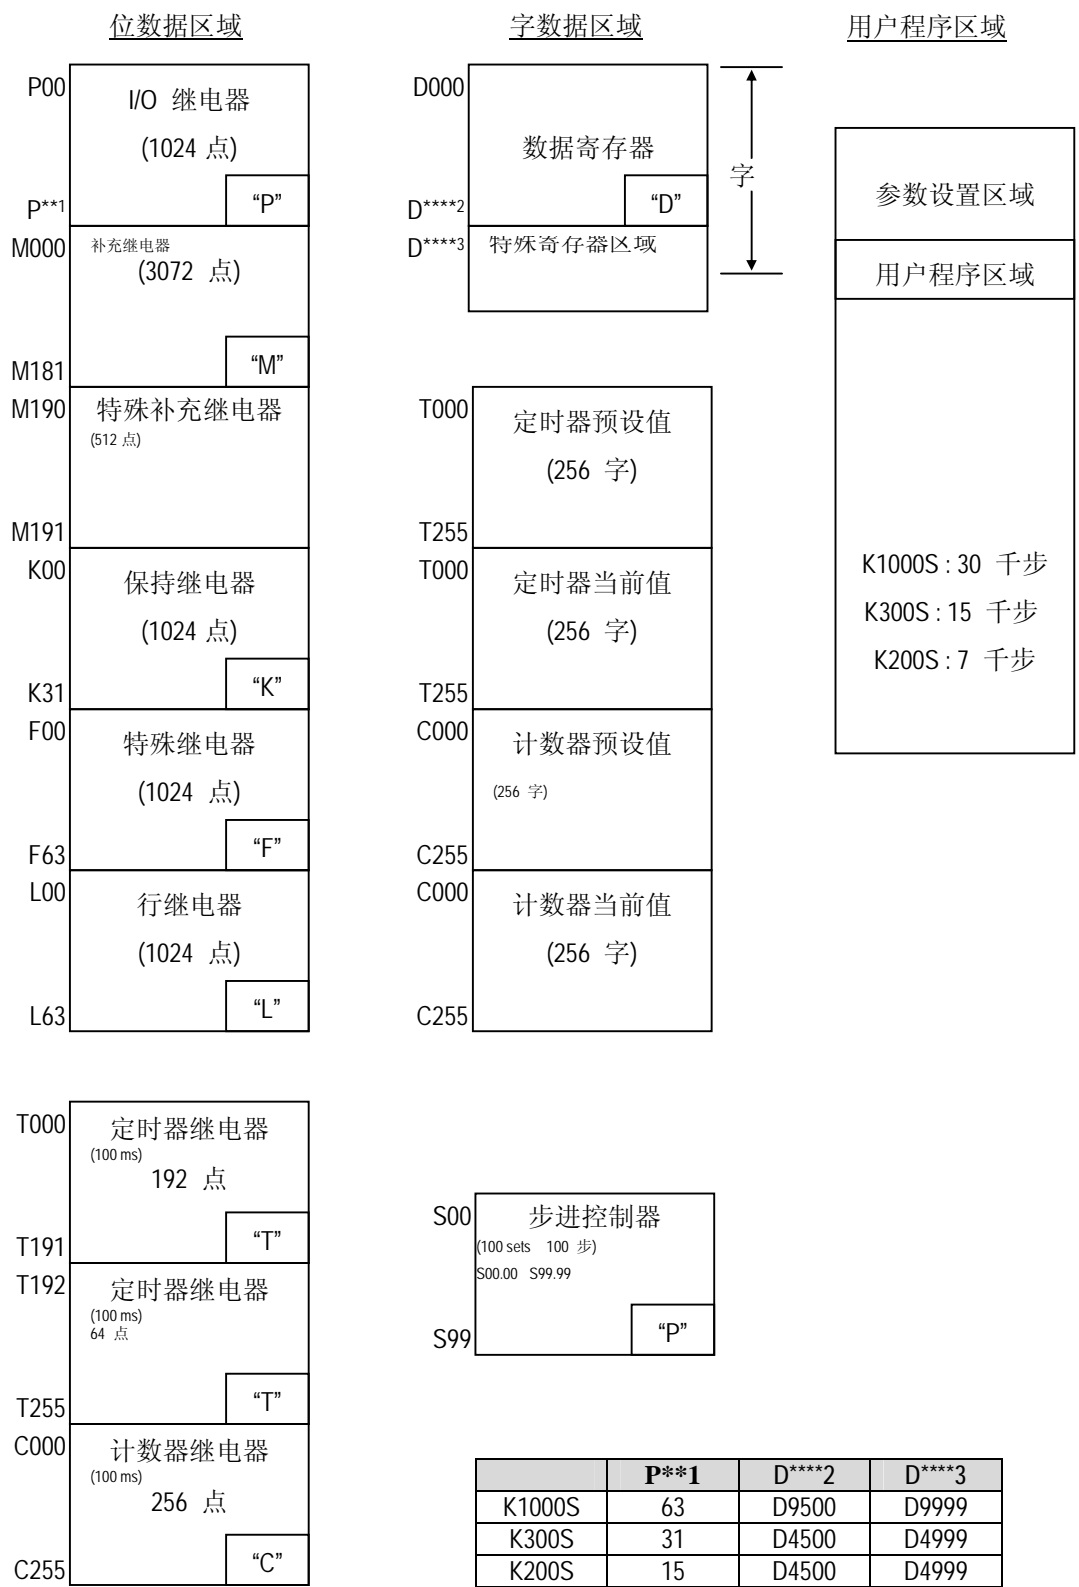 位数据区域
P00
I/O 继电器
(1024 点)
P**1
“P”
M000
补充继电器
(3072 点)
M181
“M”
M190
特殊补充继电器
(512 点)
M191
K00
保持继电器
(1024 点)
K31
“K”
F00
特殊继电器
(1024 点)
F63
“F”
L00
行继电器
(1024 点)
L63
“L”
T000
定时器继电器
(100 ms)
192 点
T191
“T”
T192
定时器继电器
(100 ms)
64 点
T255
“T”
C000
计数器继电器
(100 ms)
256 点
C255
“C”
字数据区域
D000
数据寄存器
字
D****2
“D”
D****3
特殊寄存器区域
T000
定时器预设值
(256 字)
T255
T000
定时器当前值
(256 字)
T255
C000
计数器预设值
(256 字)
C255
C000
计数器当前值
(256 字)
C255
S00
步进控制器
(100 sets 100 步)
S00.00 S99.99
S99
“P”
用户程序区域
参数设置区域
用户程序区域
K1000S : 30 千步
K300S : 15 千步
K200S : 7 千步
P**1 D****2 D****3
K1000S 63 D9500 D9999
K300S 31 D4500 D4999
K200S 15 D4500 D4999